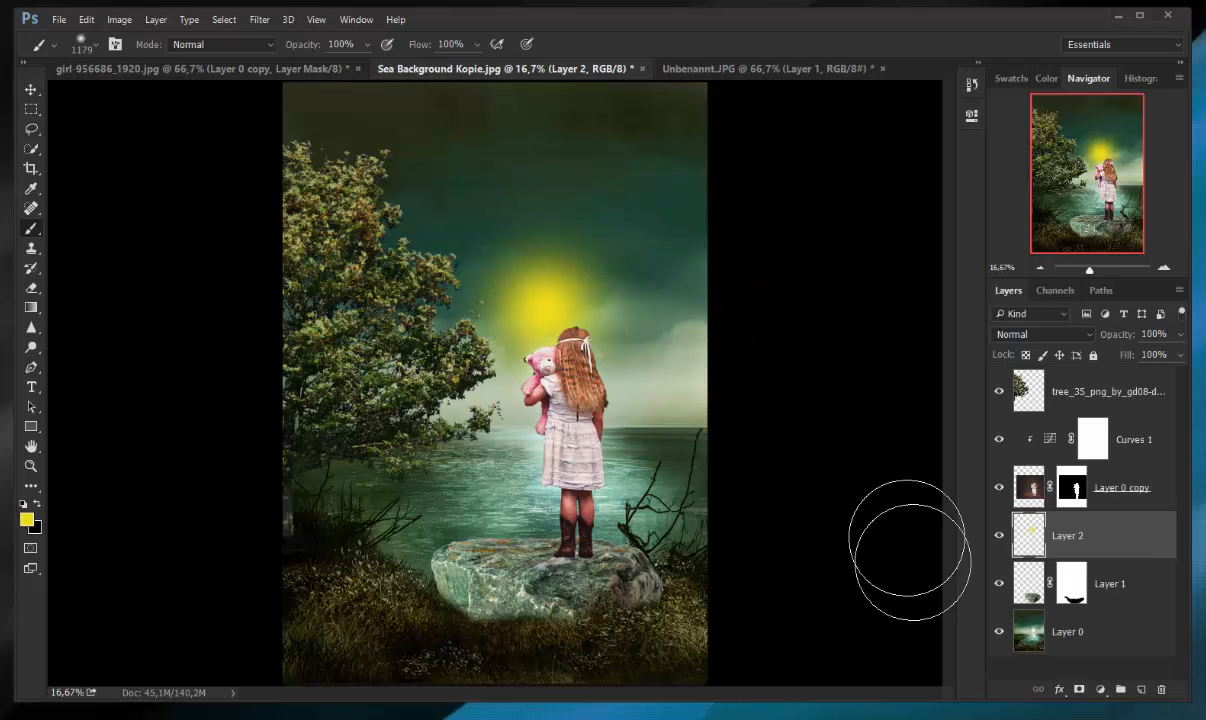 Ps File Edit Image Layer Type Select Filter 3D View Window Help
1179 Mode: Normal Opacity: 100% Flow: 100% Essentials
girl-956686_1920.jpg @ 66,7% (Layer 0 copy, Layer Mask/8) * × Sea Background Kopie.jpg @ 16,7% (Layer 2, RGB/8) * × Unbenannt.JPG @ 66,7% (Layer 1, RGB/8#) * ×
Swatch Color Navigator Histogr
16,67%
Layers Channels Paths
Kind
Normal Opacity: 100%
Lock: Fill: 100%
tree_35_png_by_gd08-d...
Curves 1
Layer 0 copy
Layer 2
Layer 1
Layer 0
16,67% Doc: 45,1M/140,2M
fx